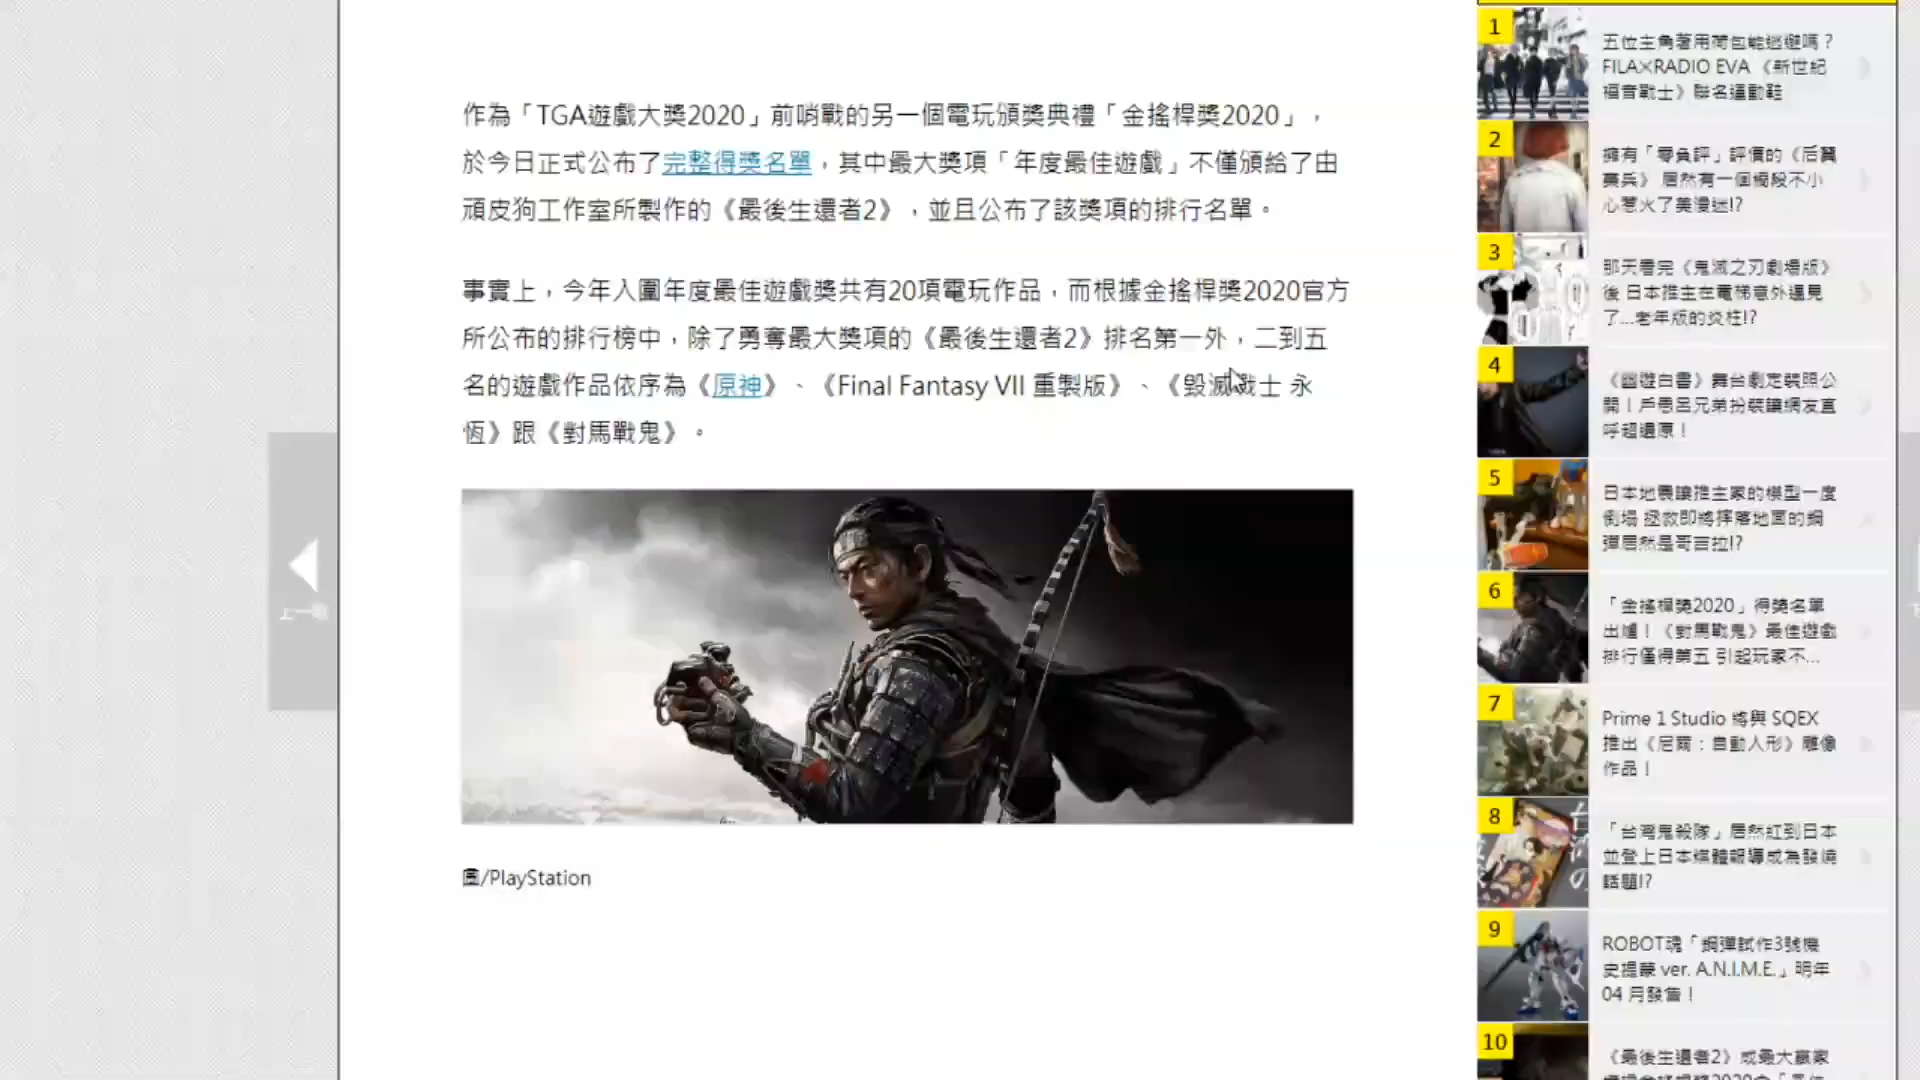 作為「TGA遊戲大獎2020」前哨戰的另一個電玩頒獎典禮「金搖桿獎2020」，
於今日正式公布了完整得獎名單，其中最大獎項「年度最佳遊戲」不僅頒給了由
頑皮狗工作室所製作的《最後生還者2》，並且公布了該獎項的排行名單。
事實上，今年入圍年度最佳遊戲獎共有20項電玩作品，而根據金搖桿獎2020官方
所公布的排行榜中，除了勇奪最大獎項的《最後生還者2》排名第一外，二到五
名的遊戲作品依序為《原神》、《Final Fantasy VII 重製版》、《毀滅戰士 永
恆》跟《對馬戰鬼》。
圖/PlayStation
1
五位主角著用荷包能逃避嗎？
FILA×RADIO EVA 《新世紀
福音戰士》聯名運動鞋
2
擁有「零負評」評價的《后翼
棄兵》 居然有一個橋段不小
心惹火了美漫迷!?
3
那天看完《鬼滅之刃劇場版》
後 日本推主在電梯意外遇見
了...老年版的炎柱!?
4
《幽遊白書》舞台劇定裝照公
開！戶愚呂兄弟扮裝讓網友直
呼超還原！
5
日本地震讓推主家的模型一度
倒塌 拯救即將摔落地面的鋼
彈居然是哥吉拉!?
6
「金搖桿獎2020」得獎名單
出爐！《對馬戰鬼》最佳遊戲
排行僅得第五 引起玩家不...
7
Prime 1 Studio 將與 SQEX
推出《尼爾：自動人形》雕像
作品！
8
「台灣鬼殺隊」居然紅到日本
並登上日本媒體報導成為發燒
話題!?
9
ROBOT魂「鋼彈試作3號機
史提蒙 ver. A.N.I.M.E.」明年
04 月發售！
10
《最後生還者2》成最大贏家